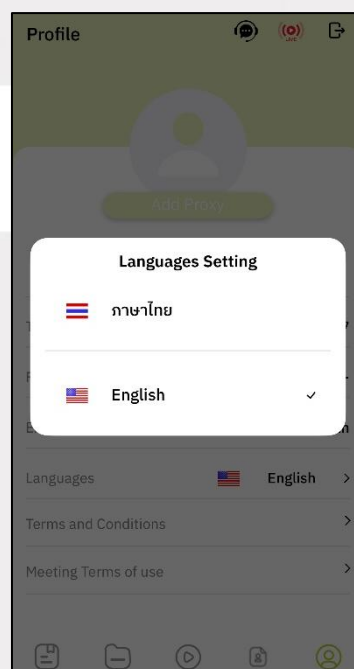 Profile
LIVE
Add Proxy
Languages Setting
ภาษาไทย
English
Languages English
Terms and Conditions
Meeting Terms of use